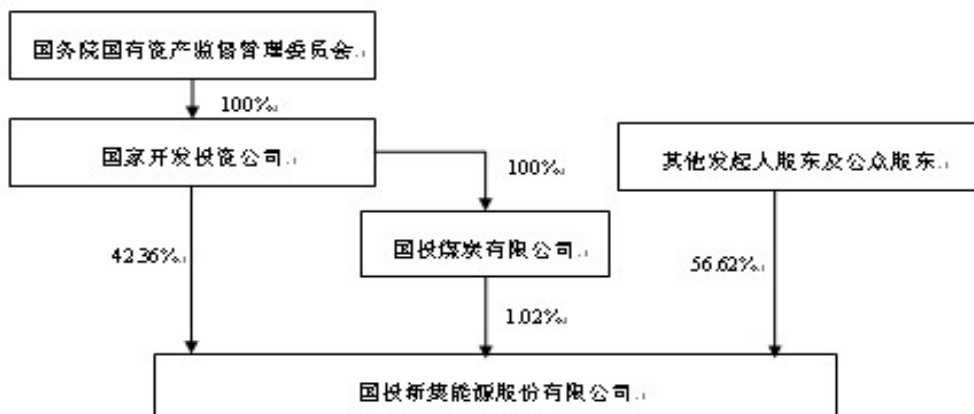 国务院国有资产监督管理委员会
100%
国家开发投资公司
其他发起人股东及公众股东
100%
42.36%
国投煤炭有限公司
56.62%
1.02%
国投新集能源股份有限公司